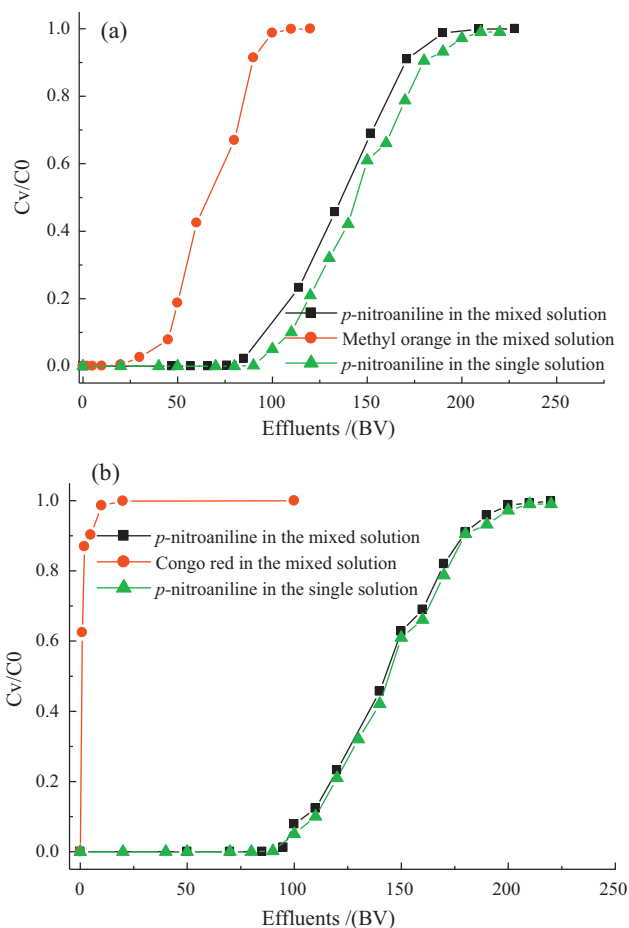 (a)
1.0
0.8
0.6
0.4
0.2
0.0
Cv/C0
p-nitroaniline in the mixed solution
Methyl orange in the mixed solution
p-nitroaniline in the single solution
0 50 100 150 200 250
Effluents /(BV)
(b)
1.0
0.8
0.6
0.4
0.2
0.0
Cv/C0
p-nitroaniline in the mixed solution
Congo red in the mixed solution
p-nitroaniline in the single solution
0 50 100 150 200 250
Effluents /(BV)